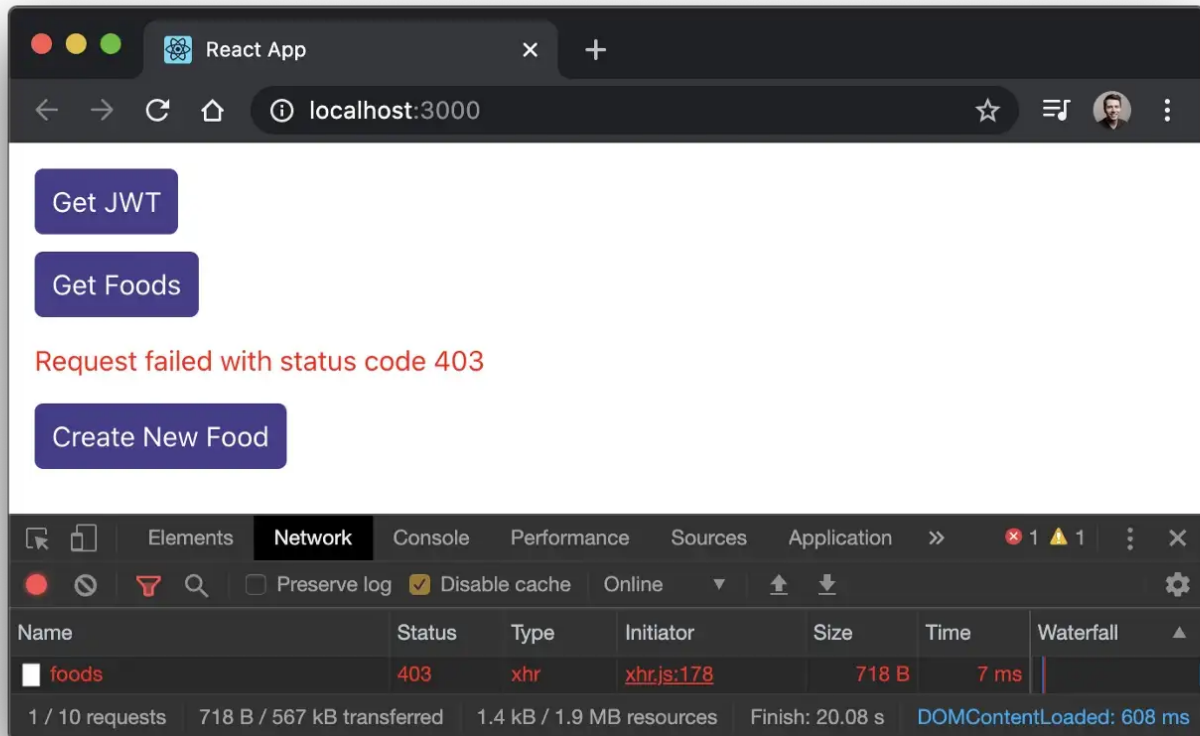 React App
localhost:3000
Get JWT
Get Foods
Request failed with status code 403
Create New Food
Elements Network Console Performance Sources Application » 1 1
Preserve log Disable cache Online
Name Status Type Initiator Size Time Waterfall
foods 403 xhr xhr.js:178 718 B 7 ms
1 / 10 requests 718 B / 567 kB transferred 1.4 kB / 1.9 MB resources Finish: 20.08 s DOMContentLoaded: 608 ms